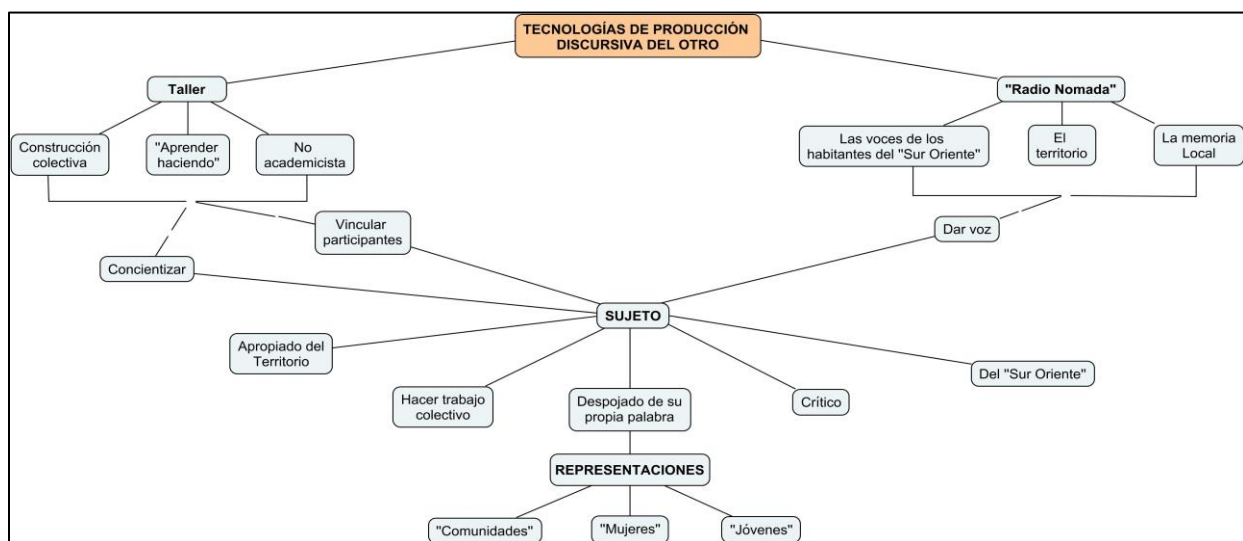 TECNOLOGÍAS DE PRODUCCIÓN
DISCURSIVA DEL OTRO
Taller
"Radio Nomada"
Construcción
colectiva
"Aprender
haciendo"
No
academicista
Las voces de los
habitantes del "Sur Oriente"
El
territorio
La memoria
Local
Vincular
participantes
Dar voz
Concientizar
SUJETO
Apropiado del
Territorio
Hacer trabajo
colectivo
Despojado de su
propia palabra
Crítico
Del "Sur Oriente"
REPRESENTACIONES
"Comunidades"
"Mujeres"
"Jóvenes"